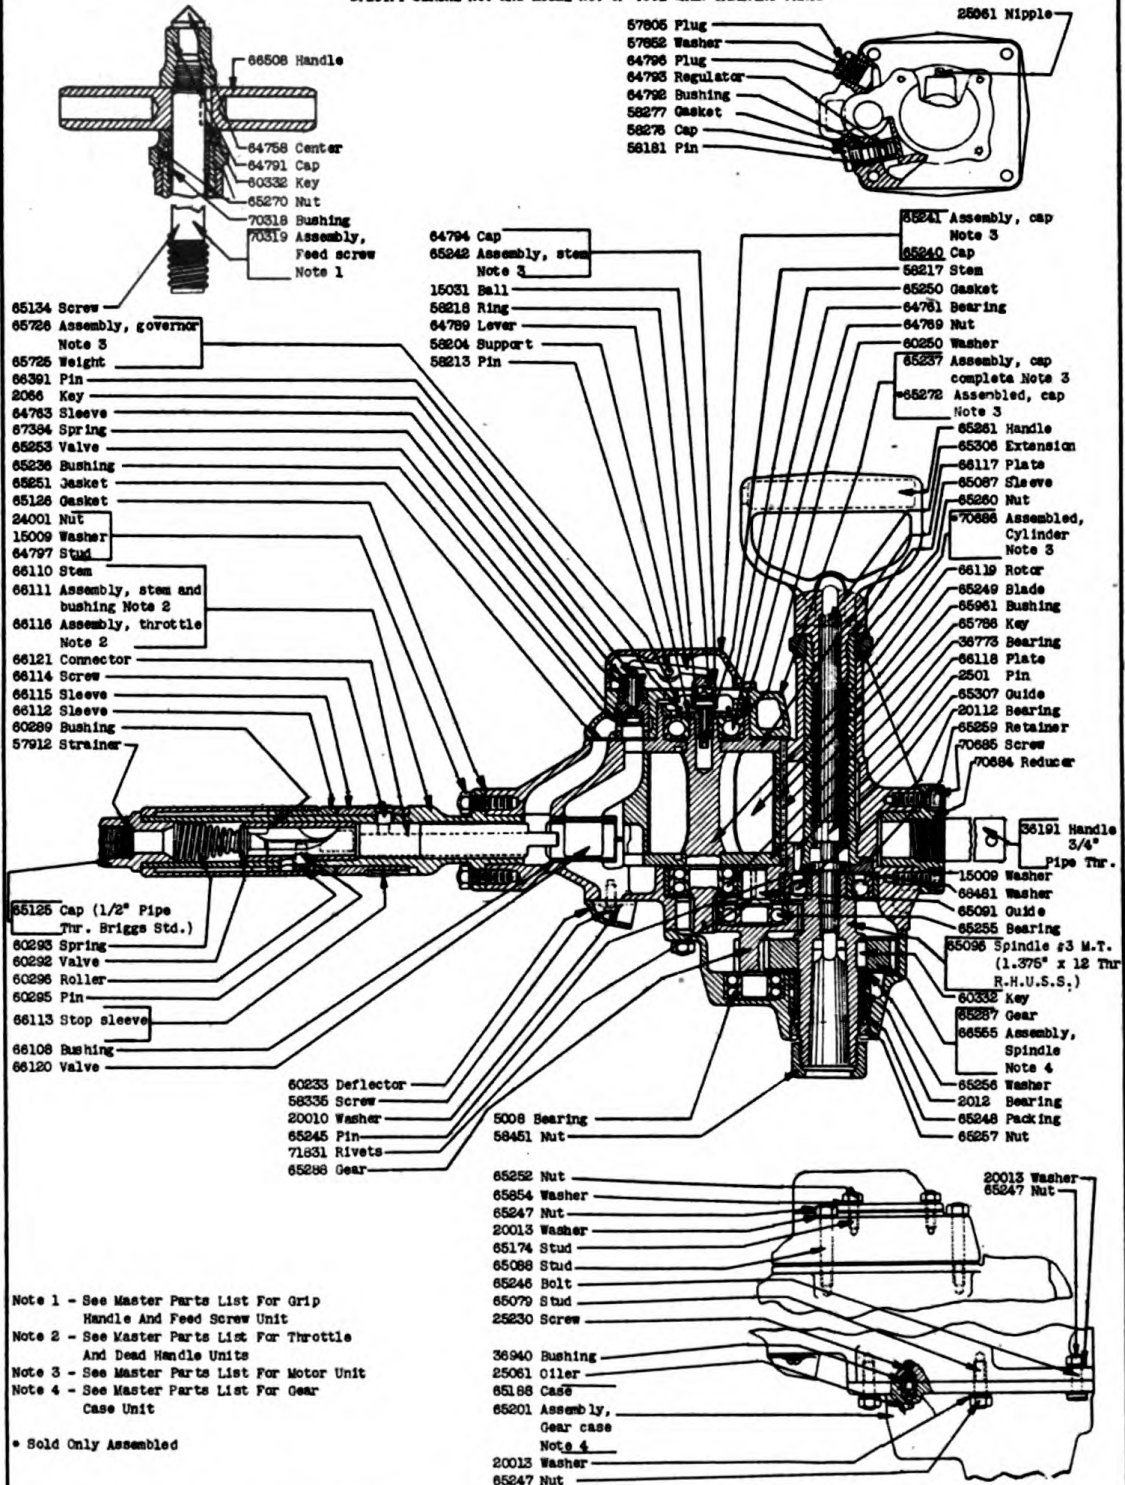 66508 Handle
64758 Center
64791 Cap
60332 Key
65270 Nut
70318 Bushing
70319 Assembly,
Feed screw
Note 1
57805 Plug
57852 Washer
64796 Plug
64793 Regulator
64792 Bushing
58277 Gasket
58276 Cap
58181 Pin
25061 Nipple
64794 Cap
65242 Assembly, stem
Note 3
15031 Ball
58218 Ring
64789 Lever
58204 Support
58213 Pin
65241 Assembly, cap
Note 3
65240 Cap
58217 Stem
65250 Gasket
64761 Bearing
64769 Nut
60250 Washer
65237 Assembly, cap
complete Note 3
*65272 Assembled, cap
Note 3
65261 Handle
65306 Extension
66117 Plate
65087 Sleeve
65260 Nut
*70686 Assembled,
Cylinder
Note 3
66119 Rotor
65249 Blade
65961 Bushing
65786 Key
36773 Bearing
66118 Plate
2501 Pin
65307 Guide
20112 Bearing
65259 Retainer
70685 Screw
70684 Reducer
36191 Handle
3/4"
Pipe Thr.
15009 Washer
68481 Washer
65091 Guide
65255 Bearing
65096 Spindle #3 M.T.
(1.375" x 12 Thr
R.H.U.S.S.)
60332 Key
65287 Gear
66555 Assembly,
Spindle
Note 4
65256 Washer
2012 Bearing
65248 Packing
65257 Nut
65134 Screw
65726 Assembly, governor
Note 3
65725 Weight
66391 Pin
2066 Key
64763 Sleeve
67384 Spring
65253 Valve
65236 Bushing
65251 Gasket
65126 Gasket
24001 Nut
15009 Washer
64797 Stud
66110 Stem
66111 Assembly, stem and
bushing Note 2
66116 Assembly, throttle
Note 2
66121 Connector
66114 Screw
66115 Sleeve
66112 Sleeve
60289 Bushing
57912 Strainer
65125 Cap (1/2" Pipe
Thr. Briggs Std.)
60293 Spring
60292 Valve
60296 Roller
60295 Pin
66113 Stop sleeve
66108 Bushing
66120 Valve
60233 Deflector
58335 Screw
20010 Washer
65245 Pin
71831 Rivets
65288 Gear
5008 Bearing
58451 Nut
65252 Nut
65854 Washer
65247 Nut
20013 Washer
65174 Stud
65088 Stud
65246 Bolt
65079 Stud
25230 Screw
36940 Bushing
25061 Oiler
65188 Case
65201 Assembly,
Gear case
Note 4
20013 Washer
65247 Nut
20013 Washer
65247 Nut
Note 1 - See Master Parts List For Grip
Handle And Feed Screw Unit
Note 2 - See Master Parts List For Throttle
And Dead Handle Units
Note 3 - See Master Parts List For Motor Unit
Note 4 - See Master Parts List For Gear
Case Unit
* Sold Only Assembled